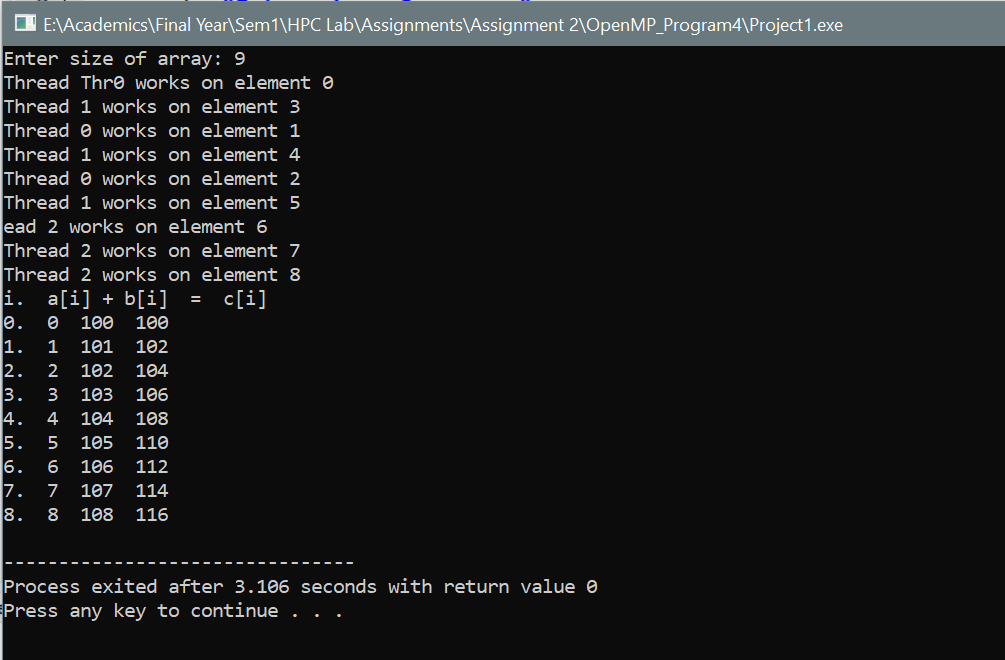 E:\Academics\Final Year\Sem1\HPC Lab\Assignments\Assignment 2\OpenMP_Program4\Project1.exe
Enter size of array: 9
Thread Thr0 works on element 0
Thread 1 works on element 3
Thread 0 works on element 1
Thread 1 works on element 4
Thread 0 works on element 2
Thread 1 works on element 5
ead 2 works on element 6
Thread 2 works on element 7
Thread 2 works on element 8
i.  a[i] + b[i]  =  c[i]
0.  0  100  100
1.  1  101  102
2.  2  102  104
3.  3  103  106
4.  4  104  108
5.  5  105  110
6.  6  106  112
7.  7  107  114
8.  8  108  116
--------------------------------
Process exited after 3.106 seconds with return value 0
Press any key to continue . . .